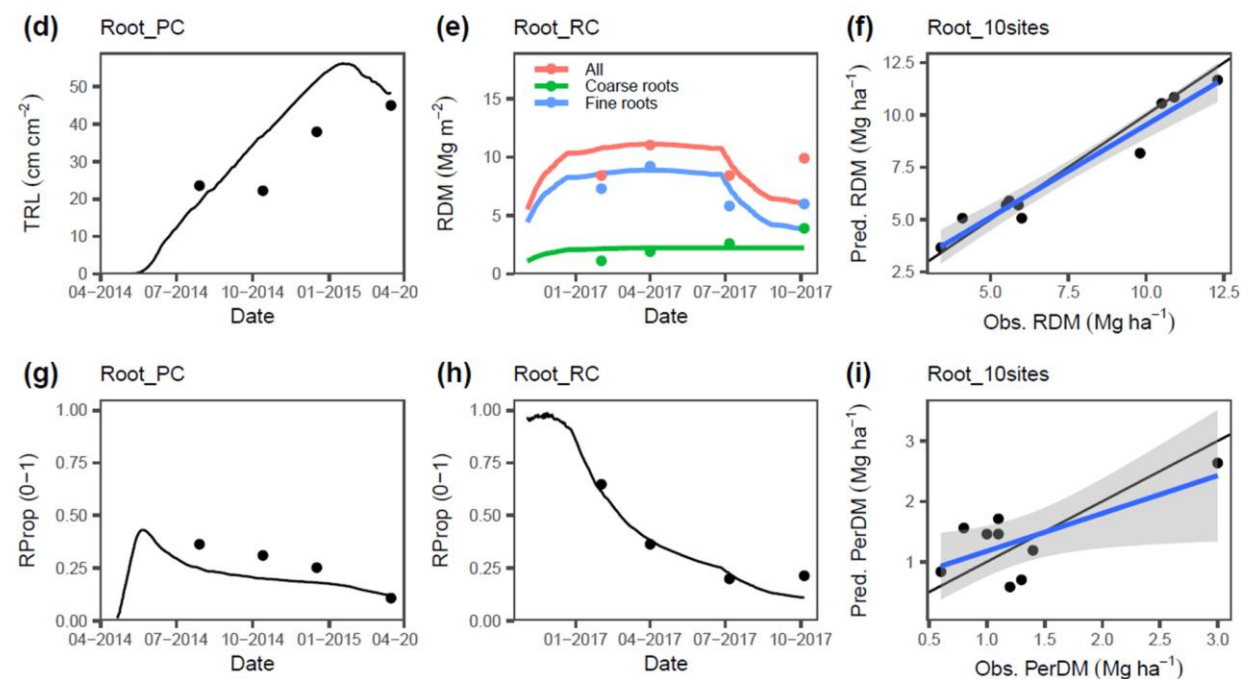 (d) Root_PC
TRL (cm cm⁻²)
50
40
30
20
10
0
04−2014 07−2014 10−2014 01−2015 04−20
Date
(e) Root_RC
All
Coarse roots
Fine roots
RDM (Mg m⁻²)
15
10
5
0
01−2017 04−2017 07−2017 10−2017
Date
(f) Root_10sites
Pred. RDM (Mg ha⁻¹)
12.5
10.0
7.5
5.0
2.5
5.0 7.5 10.0 12.5
Obs. RDM (Mg ha⁻¹)
(g) Root_PC
RProp (0−1)
1.00
0.75
0.50
0.25
0.00
04−2014 07−2014 10−2014 01−2015 04−20
Date
(h) Root_RC
RProp (0−1)
1.00
0.75
0.50
0.25
0.00
01−2017 04−2017 07−2017 10−2017
Date
(i) Root_10sites
Pred. PerDM (Mg ha⁻¹)
3
2
1
0.5 1.0 1.5 2.0 2.5 3.0
Obs. PerDM (Mg ha⁻¹)